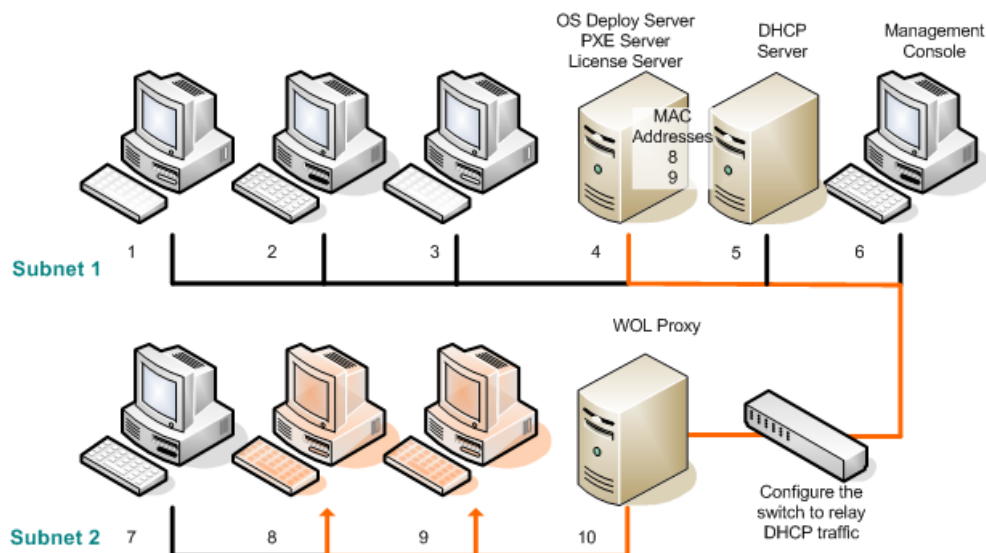 OS Deploy Server
PXE Server
License Server
DHCP
Server
Management
Console
MAC
Addresses
8
9
1
2
3
4
5
6
Subnet 1
WOL Proxy
Configure the
switch to relay
DHCP traffic
Subnet 2
7
8
9
10